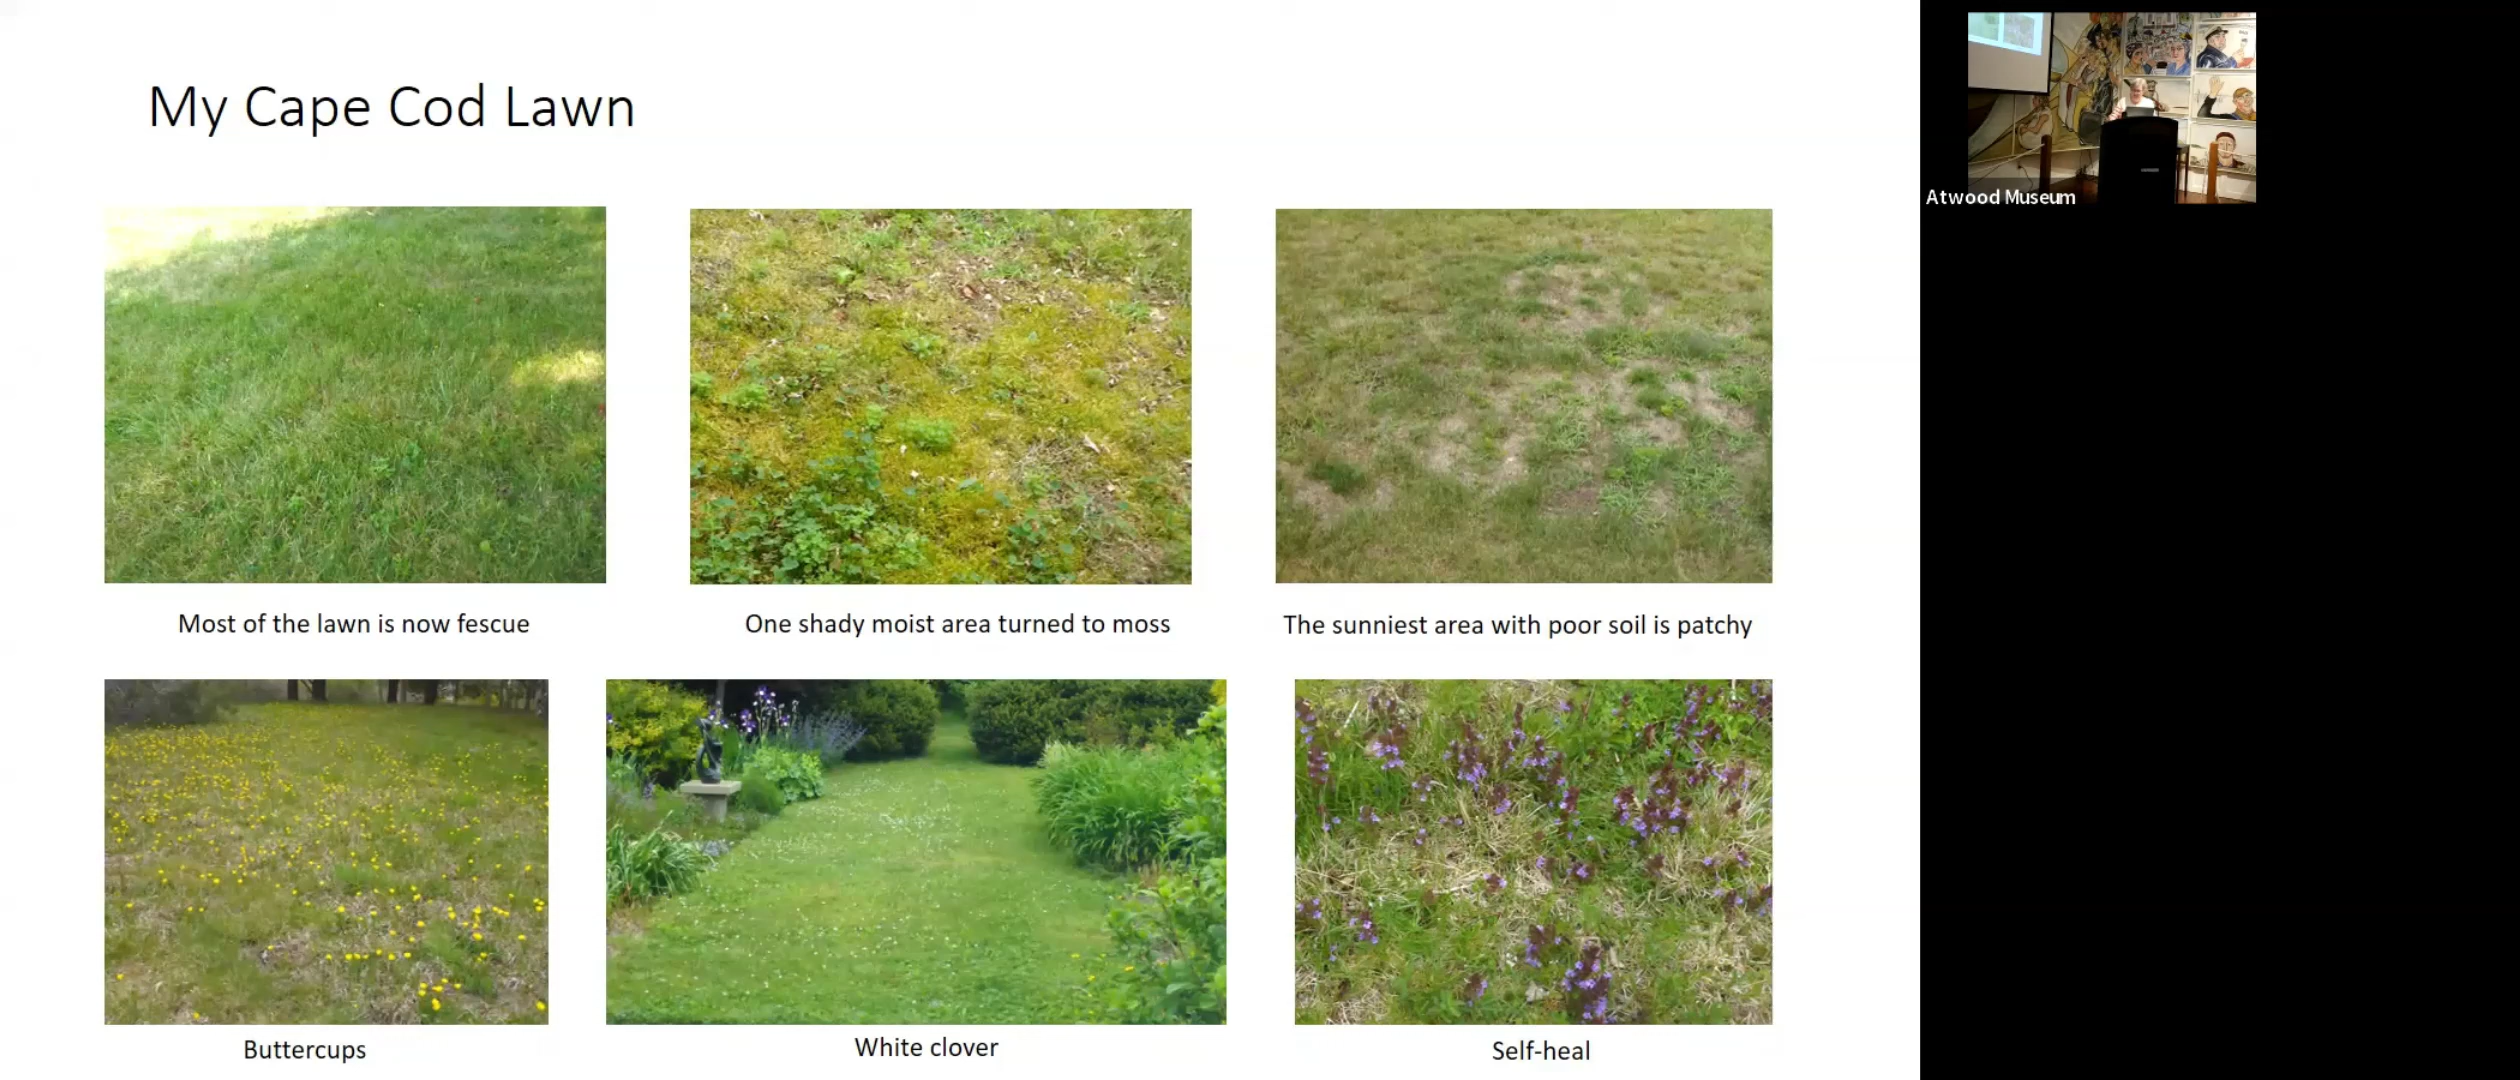 My Cape Cod Lawn
Atwood Museum
Most of the lawn is now fescue
One shady moist area turned to moss
The sunniest area with poor soil is patchy
Buttercups
White clover
Self-heal